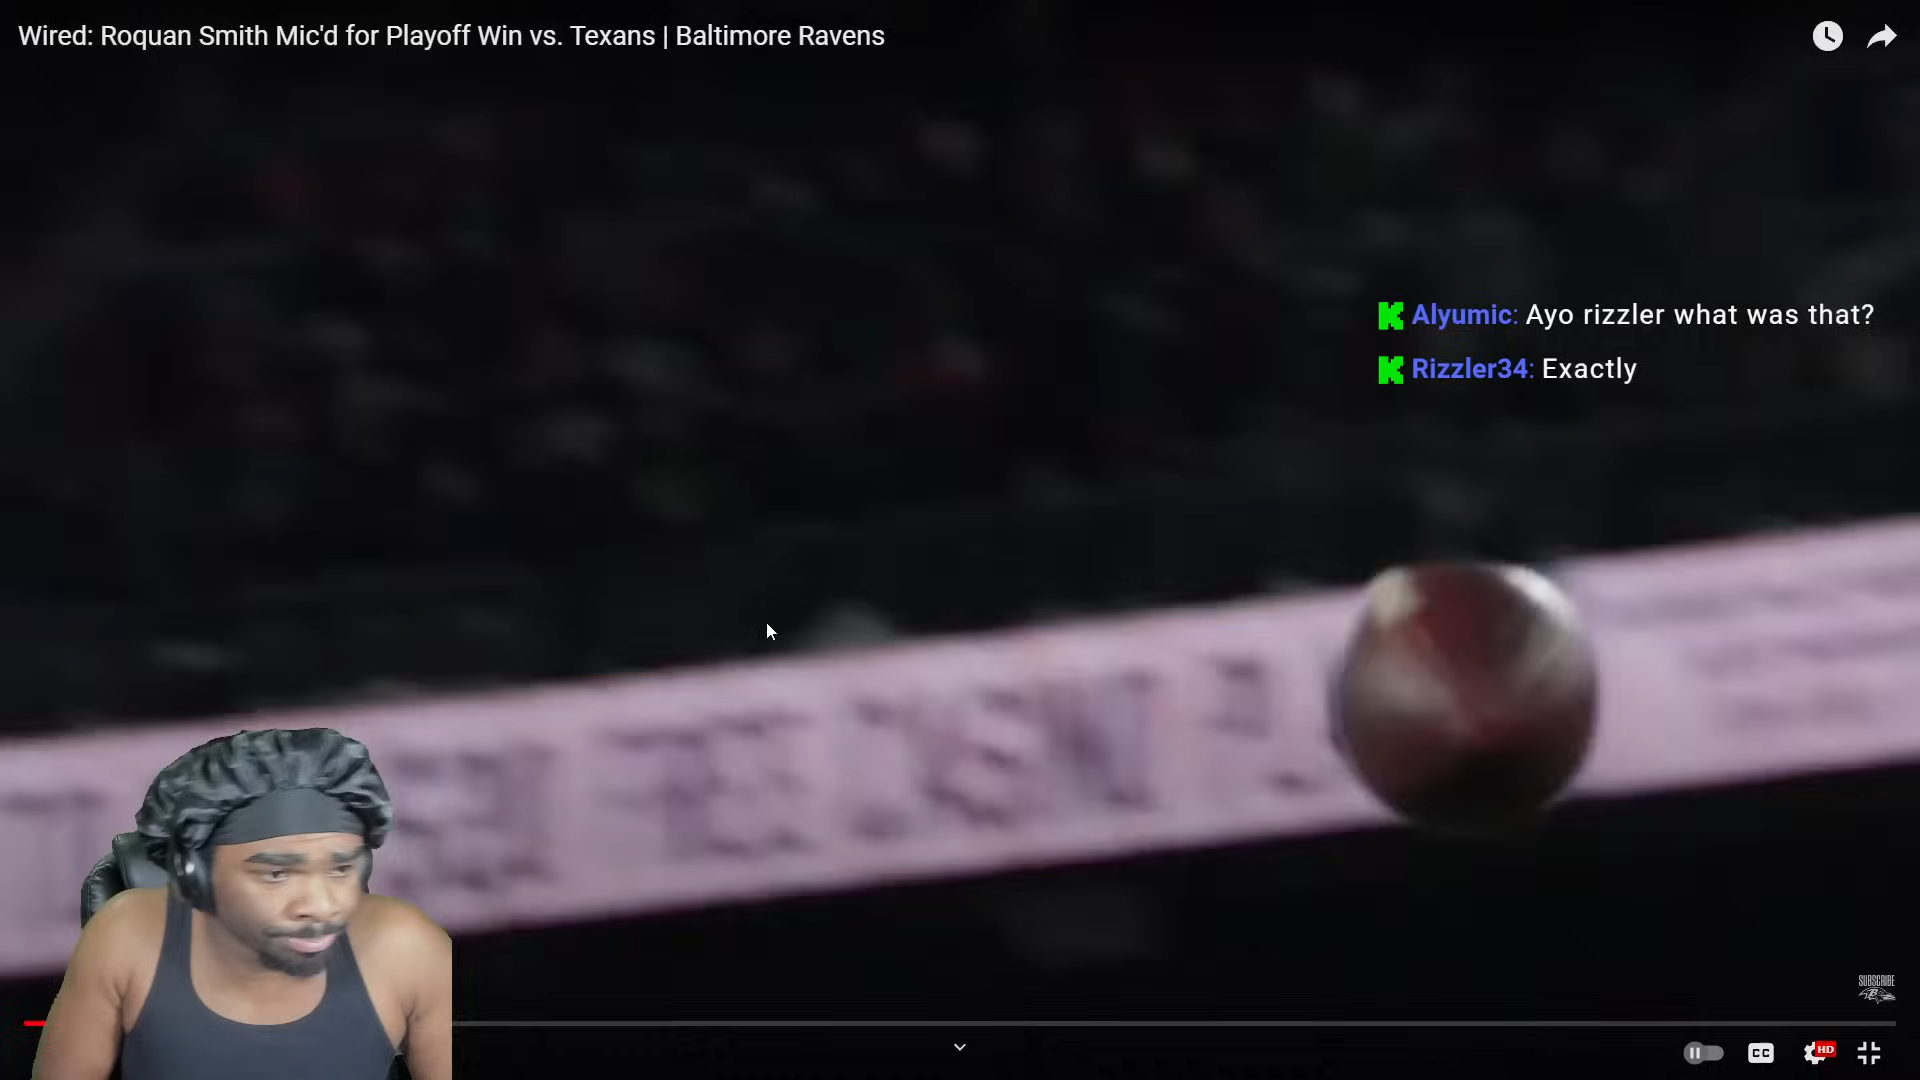 Wired: Roquan Smith Mic'd for Playoff Win vs. Texans | Baltimore Ravens
Alyumic: Ayo rizzler what was that?
Rizzler34: Exactly
SUBSCRIBE
CC
HD